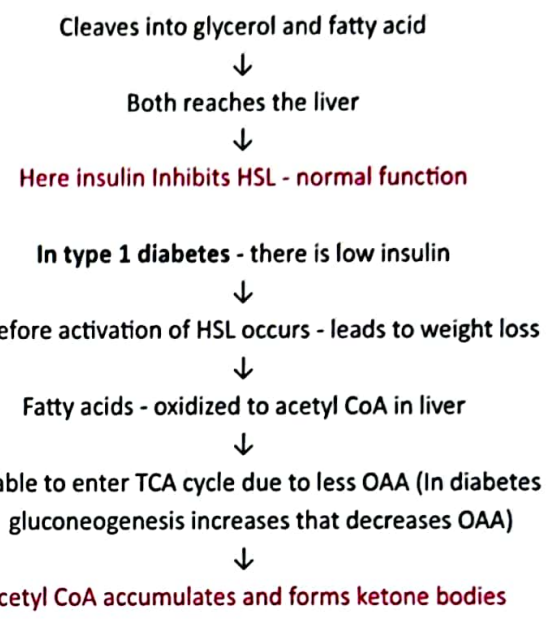 Cleaves into glycerol and fatty acid
↓
Both reaches the liver
↓
Here insulin Inhibits HSL - normal function
In type 1 diabetes - there is low insulin
↓
efore activation of HSL occurs - leads to weight loss
↓
Fatty acids - oxidized to acetyl CoA in liver
↓
able to enter TCA cycle due to less OAA (In diabetes
gluconeogenesis increases that decreases OAA)
↓
cetyl CoA accumulates and forms ketone bodies